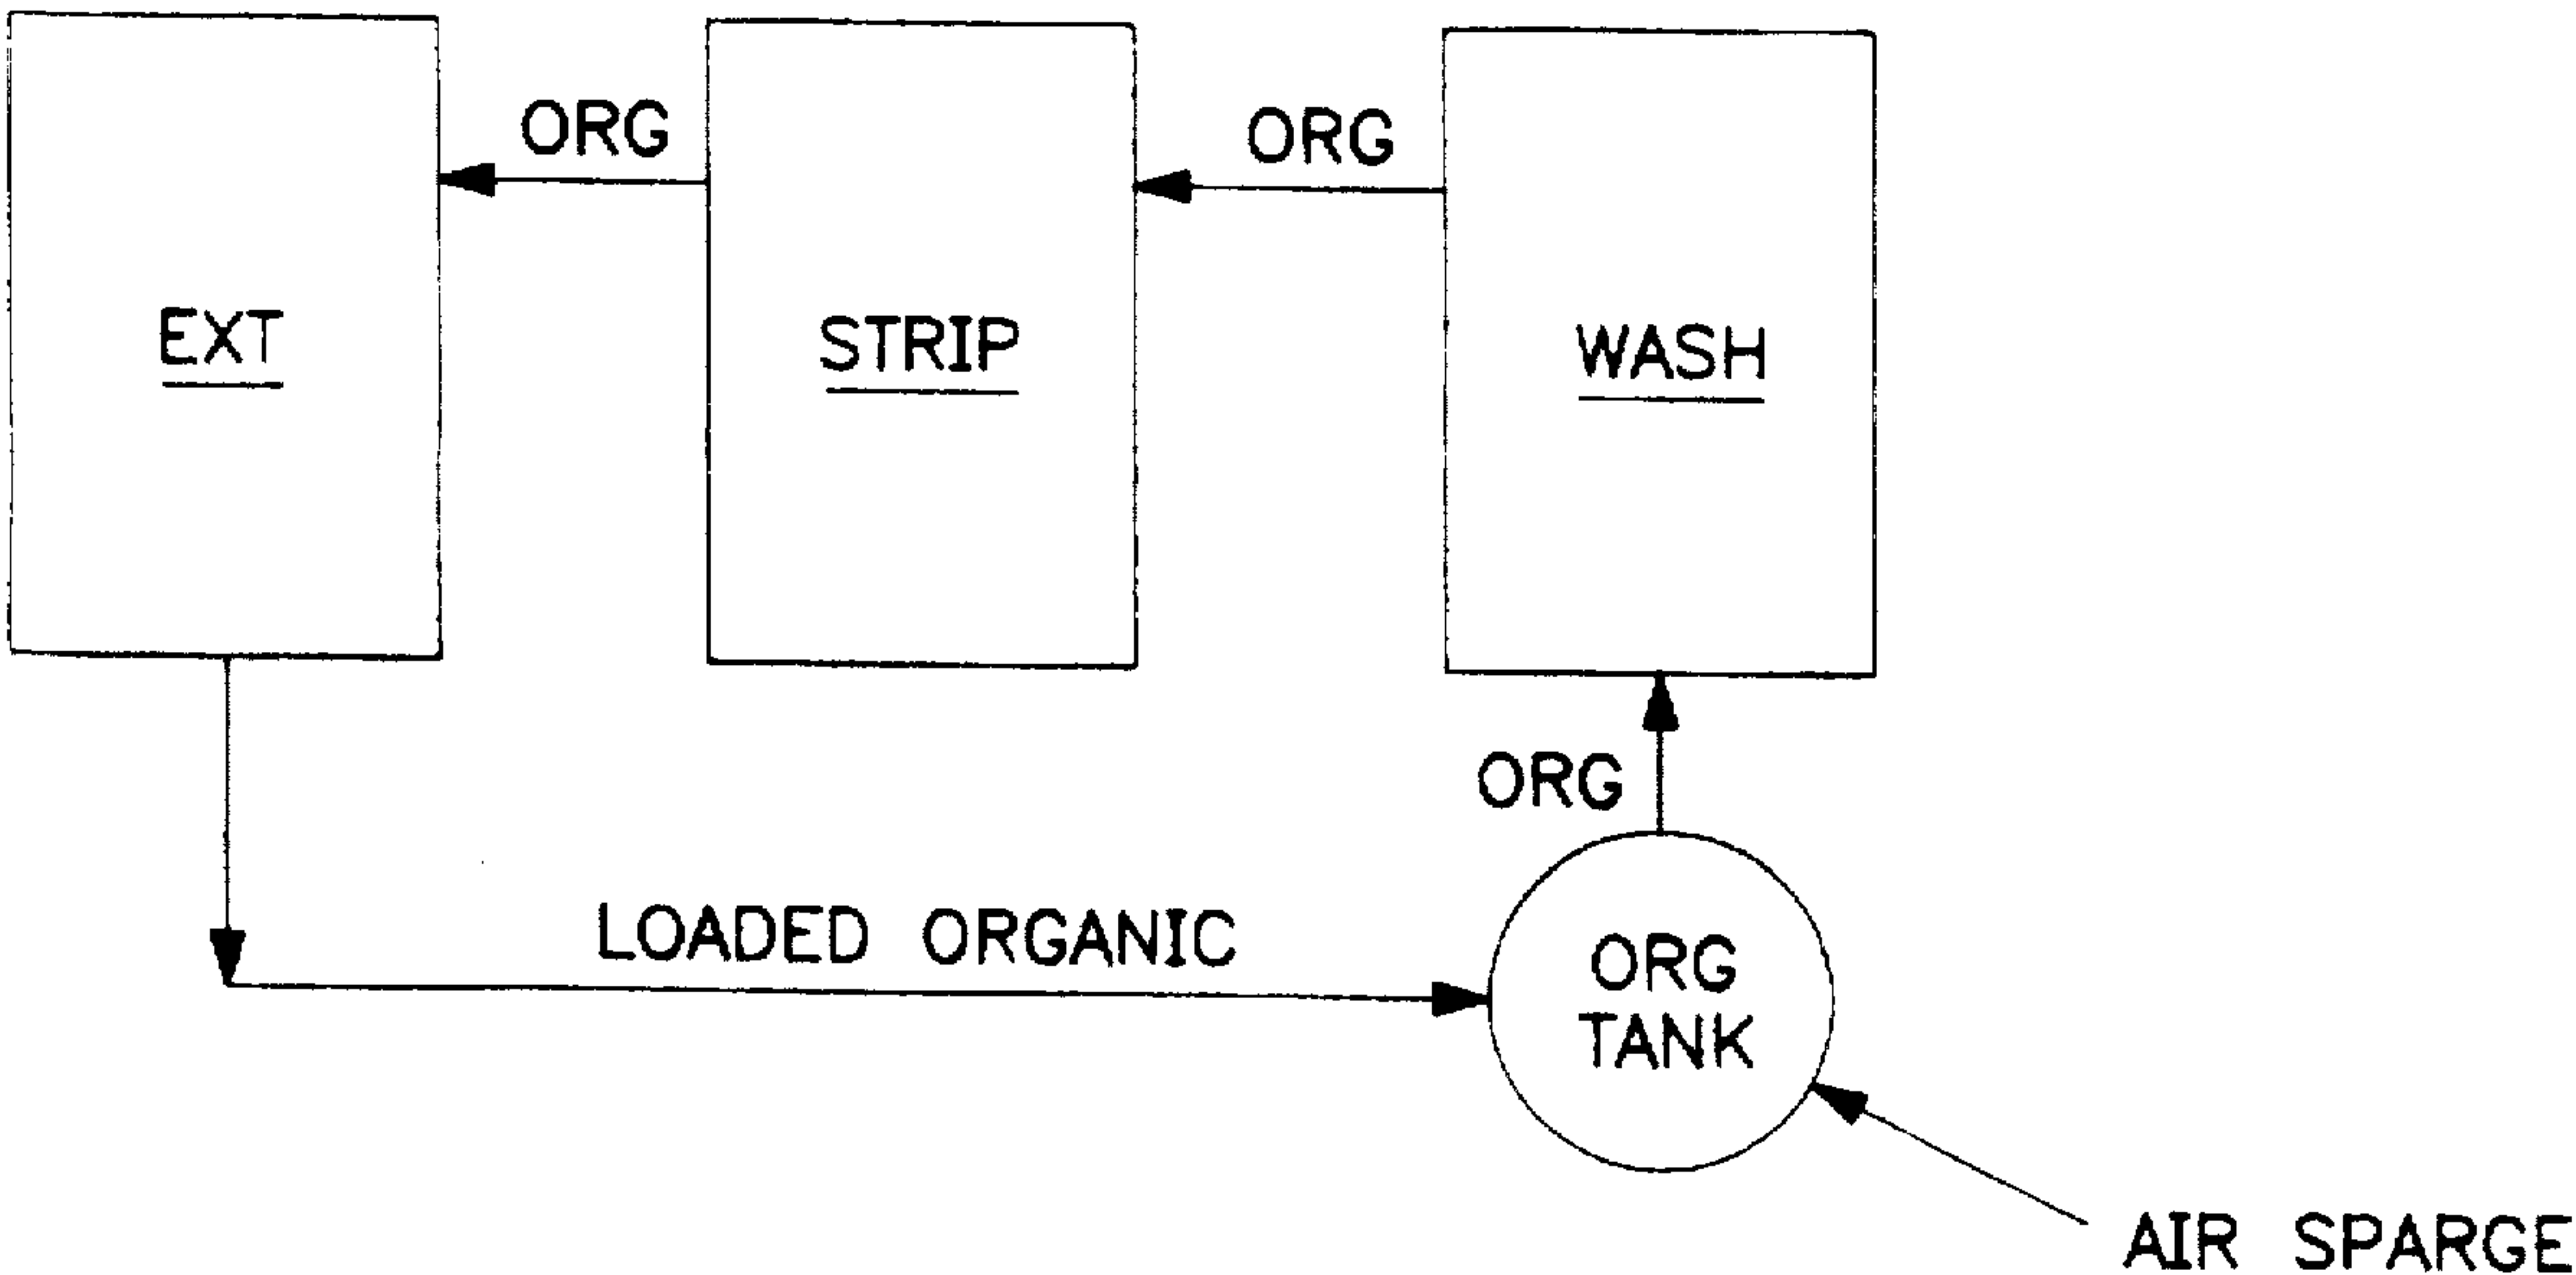 ORG
ORG
EXT
STRIP
WASH
ORG
LOADED ORGANIC
ORG
TANK
AIR SPARGE